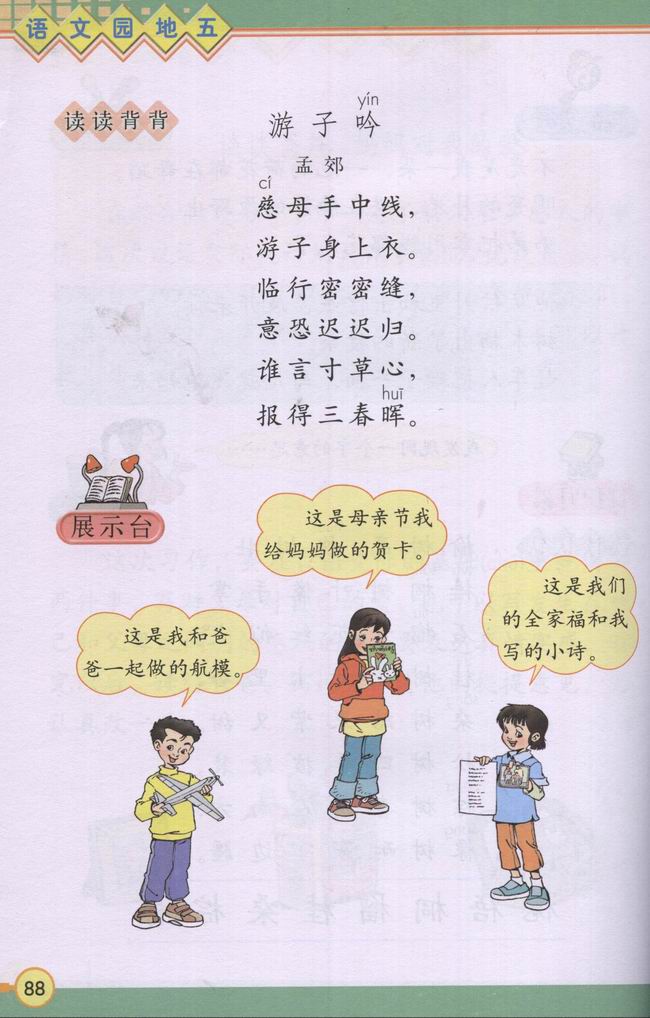 语文园地五
读读背背
yín
游子吟
孟郊
cí
慈母手中线，
游子身上衣。
临行密密缝，
意恐迟迟归。
谁言寸草心，
huī
报得三春晖。
展示台
这是母亲节我
给妈妈做的贺卡。
这是我们
的全家福和我
写的小诗。
这是我和爸
爸一起做的航模。
88